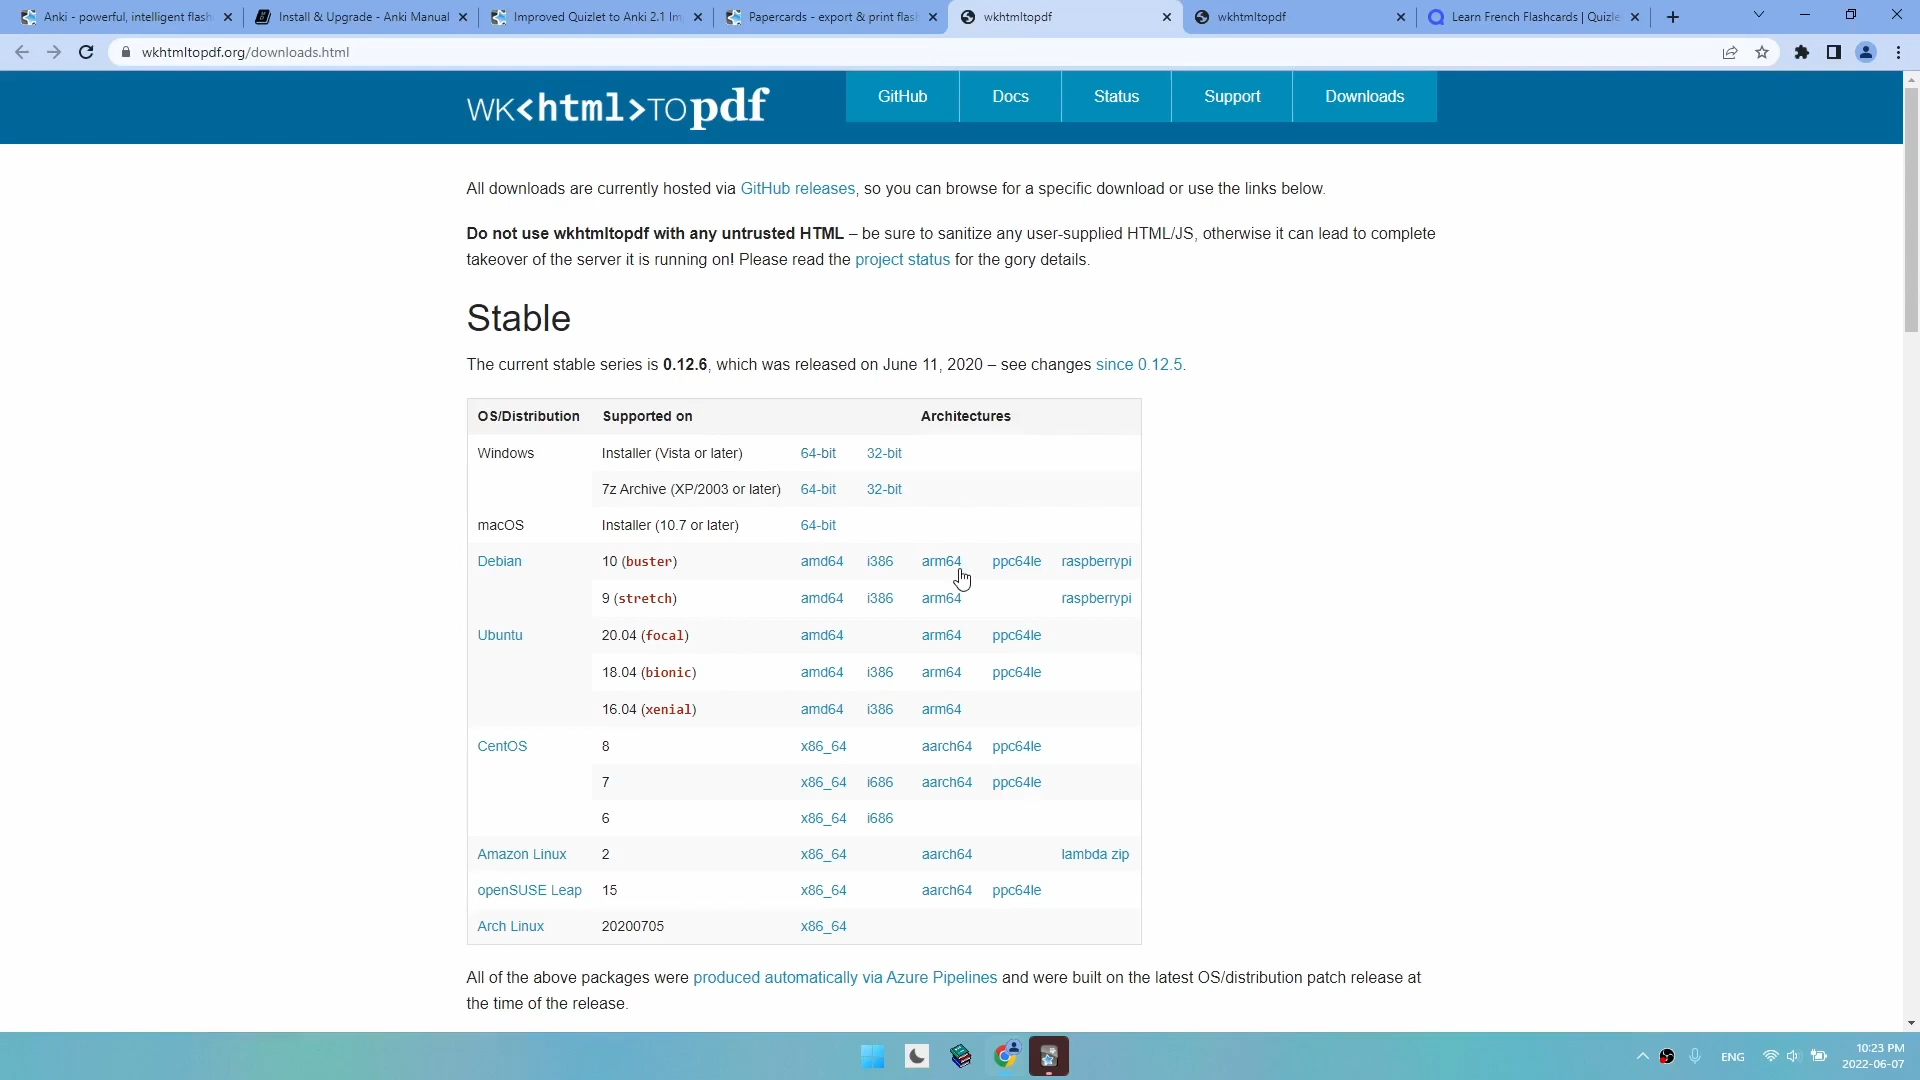 Anki - powerful, intelligent flash
Install & Upgrade - Anki Manual
Improved Quizlet to Anki 2.1 Im
Papercards - export & print flas
wkhtmltopdf
wkhtmltopdf
Learn French Flashcards | Quizle
wkhtmltopdf.org/downloads.html
WK<html>TOpdf
GitHub
Docs
Status
Support
Downloads
All downloads are currently hosted via GitHub releases, so you can browse for a specific download or use the links below.
Do not use wkhtmltopdf with any untrusted HTML – be sure to sanitize any user-supplied HTML/JS, otherwise it can lead to complete
takeover of the server it is running on! Please read the project status for the gory details.
Stable
The current stable series is 0.12.6, which was released on June 11, 2020 – see changes since 0.12.5.
OS/Distribution Supported on Architectures
Windows Installer (Vista or later) 64-bit 32-bit
7z Archive (XP/2003 or later) 64-bit 32-bit
macOS Installer (10.7 or later) 64-bit
Debian 10 (buster) amd64 i386 arm64 ppc64le raspberrypi
9 (stretch) amd64 i386 arm64 raspberrypi
Ubuntu 20.04 (focal) amd64 arm64 ppc64le
18.04 (bionic) amd64 i386 arm64 ppc64le
16.04 (xenial) amd64 i386 arm64
CentOS 8 x86_64 aarch64 ppc64le
7 x86_64 i686 aarch64 ppc64le
6 x86_64 i686
Amazon Linux 2 x86_64 aarch64 lambda zip
openSUSE Leap 15 x86_64 aarch64 ppc64le
Arch Linux 20200705 x86_64
All of the above packages were produced automatically via Azure Pipelines and were built on the latest OS/distribution patch release at
the time of the release.
ENG
10:23 PM
2022-06-07